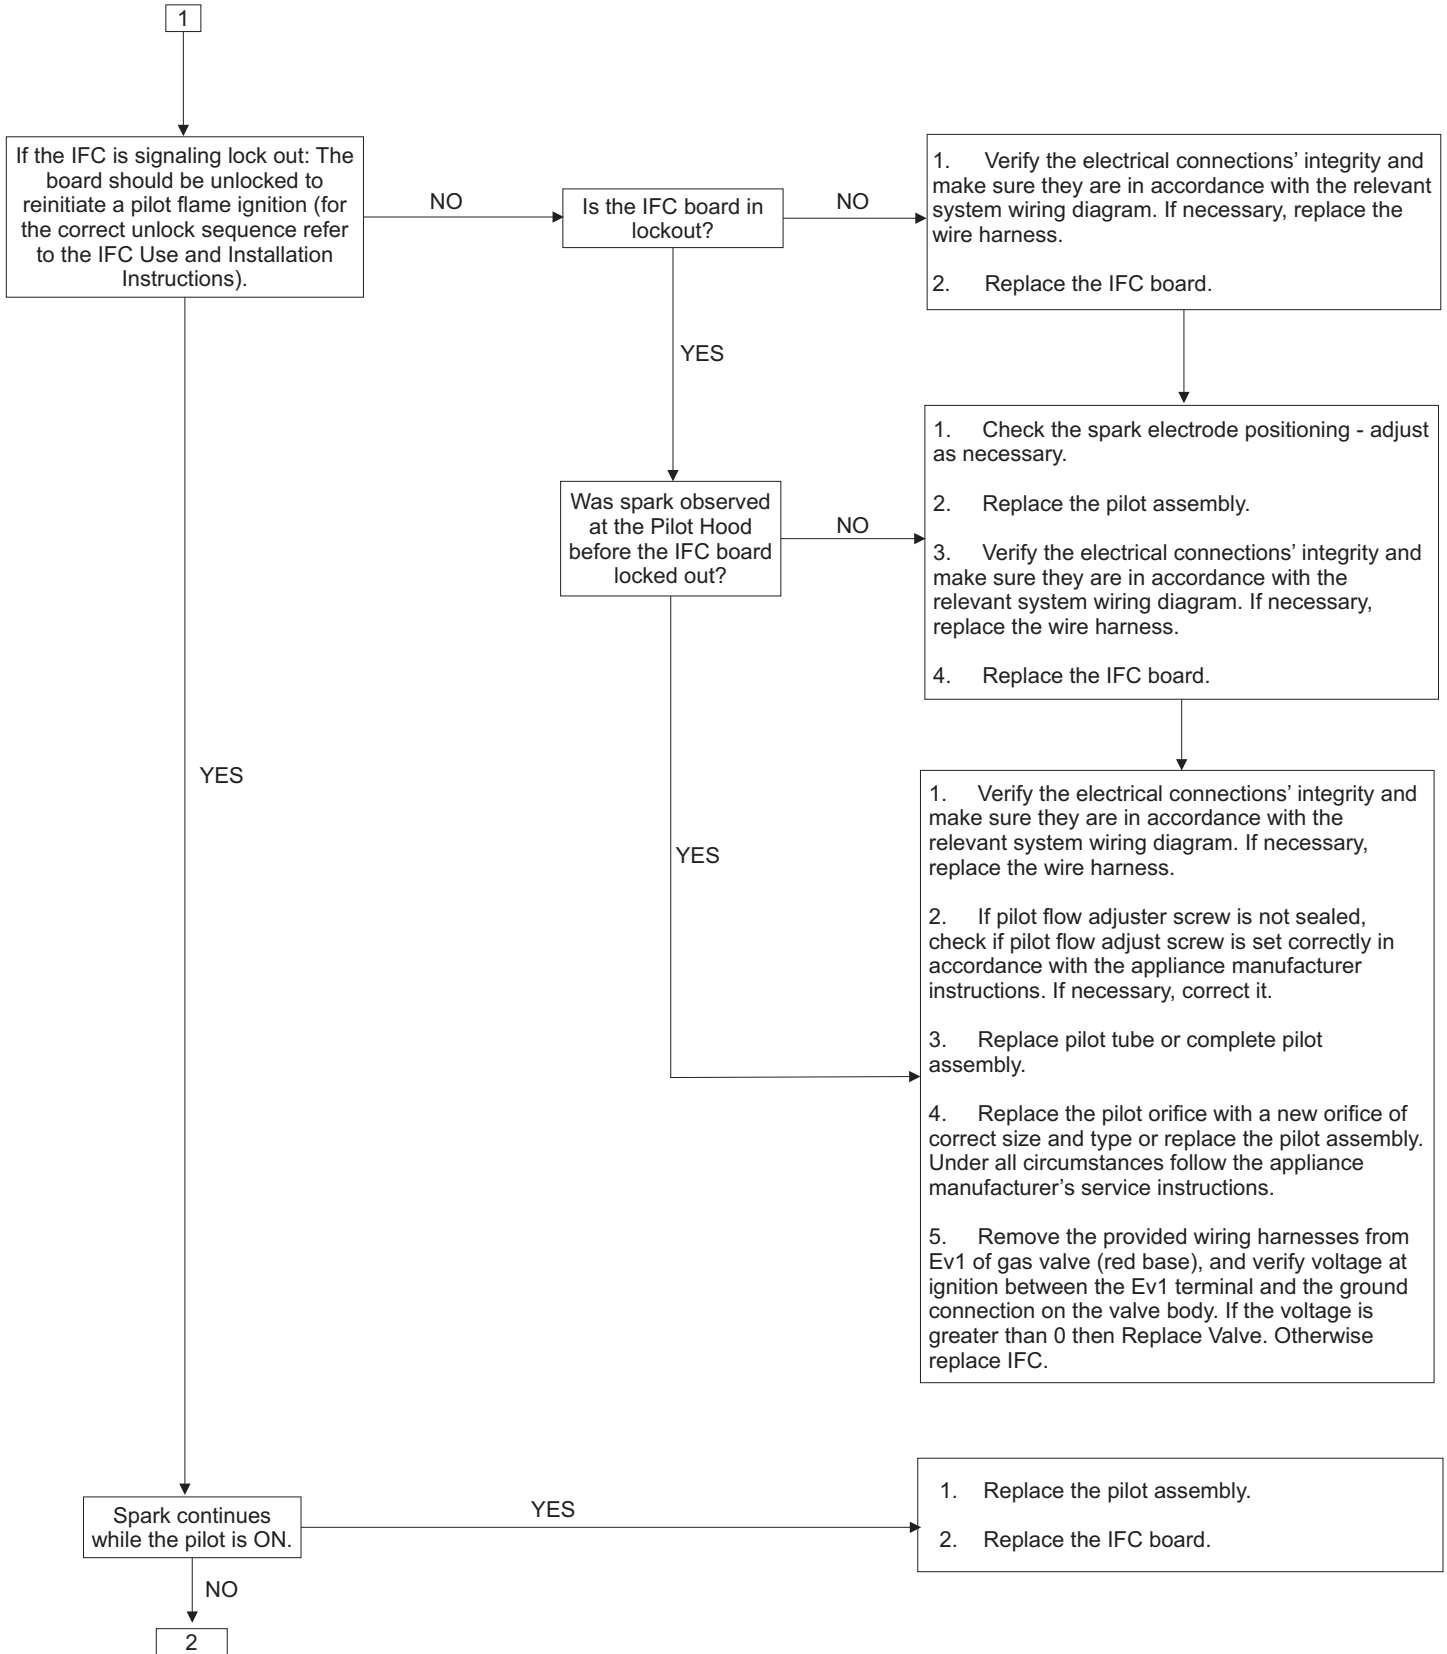 1
If the IFC is signaling lock out: The
board should be unlocked to
reinitiate a pilot flame ignition (for
the correct unlock sequence refer
to the IFC Use and Installation
Instructions).
NO
Is the IFC board in
lockout?
NO
1. Verify the electrical connections’ integrity and
make sure they are in accordance with the relevant
system wiring diagram. If necessary, replace the
wire harness.
2. Replace the IFC board.
YES
Was spark observed
at the Pilot Hood
before the IFC board
locked out?
NO
1. Check the spark electrode positioning - adjust
as necessary.
2. Replace the pilot assembly.
3. Verify the electrical connections’ integrity and
make sure they are in accordance with the
relevant system wiring diagram. If necessary,
replace the wire harness.
4. Replace the IFC board.
YES
YES
1. Verify the electrical connections’ integrity and
make sure they are in accordance with the
relevant system wiring diagram. If necessary,
replace the wire harness.
2. If pilot flow adjuster screw is not sealed,
check if pilot flow adjust screw is set correctly in
accordance with the appliance manufacturer
instructions. If necessary, correct it.
3. Replace pilot tube or complete pilot
assembly.
4. Replace the pilot orifice with a new orifice of
correct size and type or replace the pilot assembly.
Under all circumstances follow the appliance
manufacturer’s service instructions.
5. Remove the provided wiring harnesses from
Ev1 of gas valve (red base), and verify voltage at
ignition between the Ev1 terminal and the ground
connection on the valve body. If the voltage is
greater than 0 then Replace Valve. Otherwise
replace IFC.
Spark continues
while the pilot is ON.
YES
1. Replace the pilot assembly.
2. Replace the IFC board.
NO
2